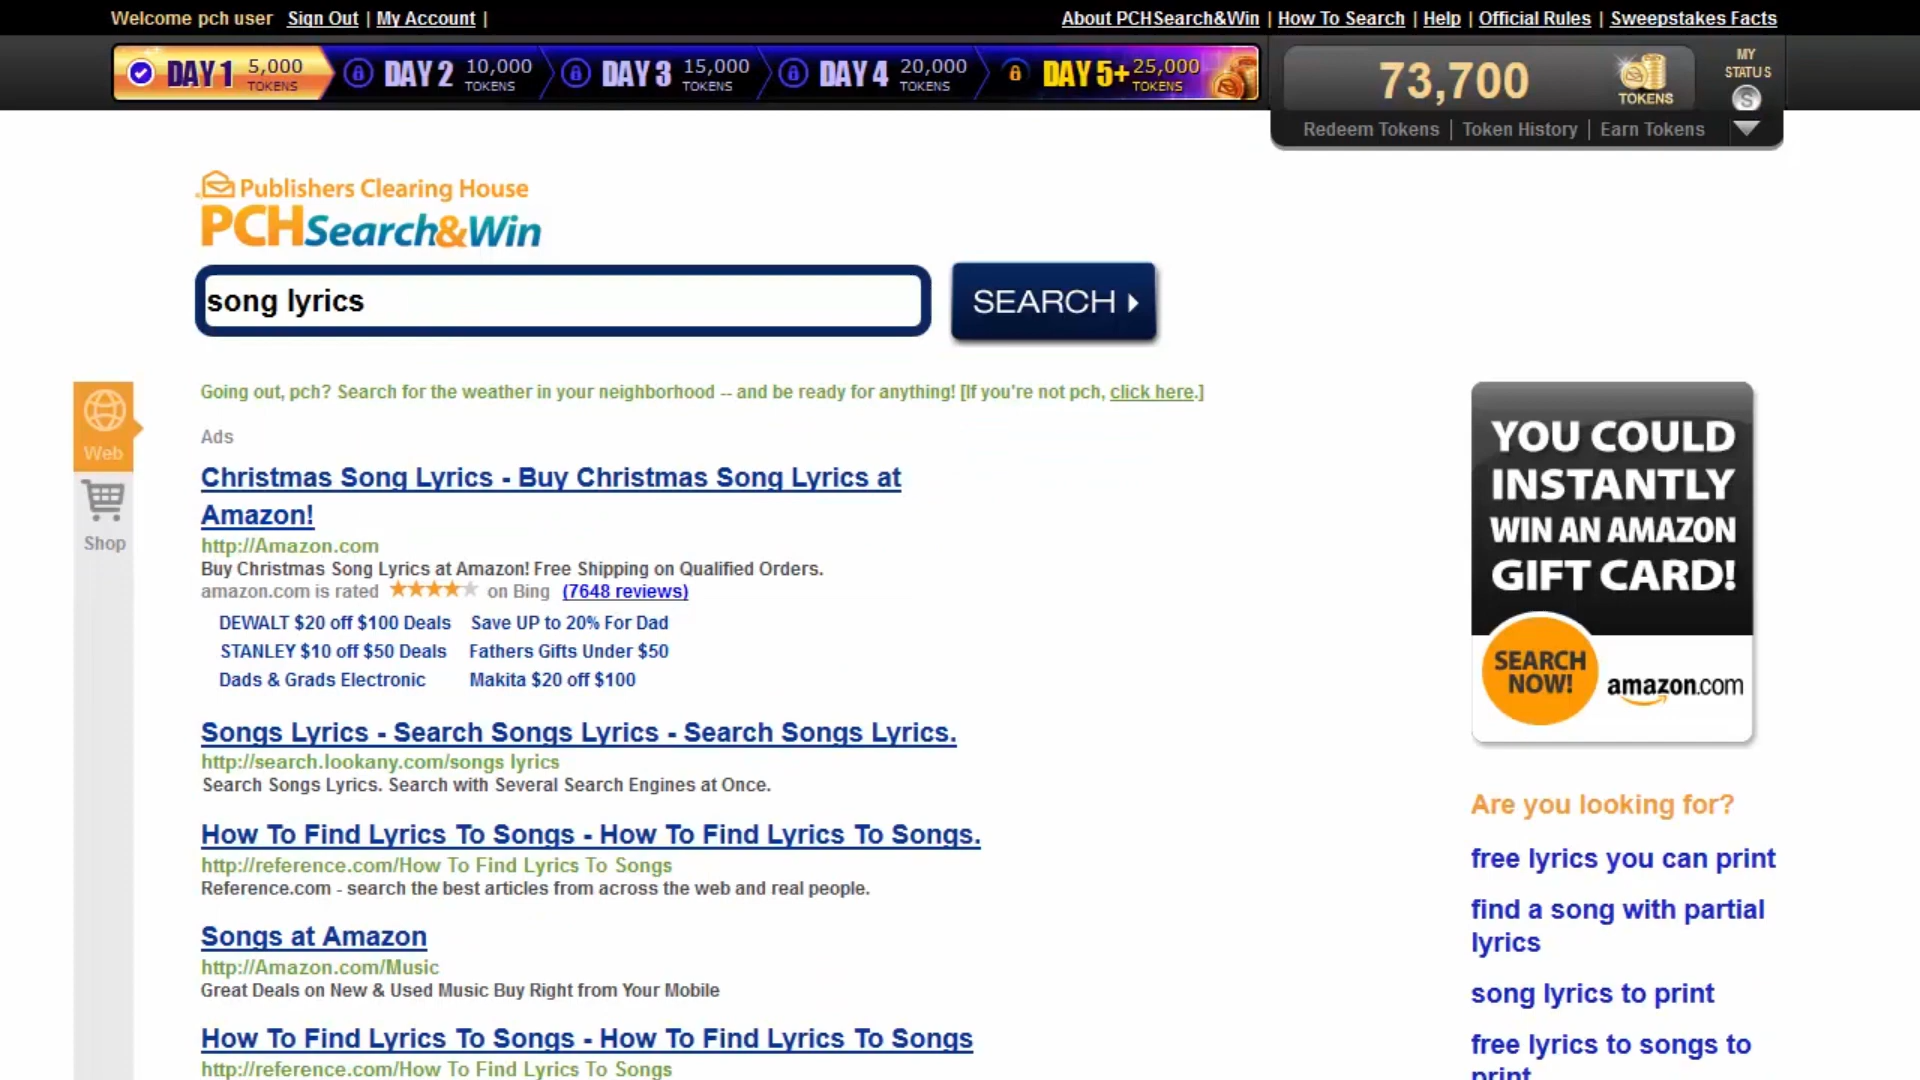 Welcome pch user Sign Out | My Account |
About PCHSearch&Win | How To Search | Help | Official Rules | Sweepstakes Facts
DAY 1 5,000 TOKENS
DAY 2 10,000 TOKENS
DAY 3 15,000 TOKENS
DAY 4 20,000 TOKENS
DAY 5+ 25,000 TOKENS
73,700
TOKENS
MY STATUS
S
Redeem Tokens | Token History | Earn Tokens
Publishers Clearing House
PCHSearch&Win
song lyrics
SEARCH
Web
Shop
Going out, pch? Search for the weather in your neighborhood -- and be ready for anything! [If you're not pch, click here.]
Ads
Christmas Song Lyrics - Buy Christmas Song Lyrics at
Amazon!
http://Amazon.com
Buy Christmas Song Lyrics at Amazon! Free Shipping on Qualified Orders.
amazon.com is rated on Bing (7648 reviews)
DEWALT $20 off $100 Deals Save UP to 20% For Dad
STANLEY $10 off $50 Deals Fathers Gifts Under $50
Dads & Grads Electronic Makita $20 off $100
Songs Lyrics - Search Songs Lyrics - Search Songs Lyrics.
http://search.lookany.com/songs lyrics
Search Songs Lyrics. Search with Several Search Engines at Once.
How To Find Lyrics To Songs - How To Find Lyrics To Songs.
http://reference.com/How To Find Lyrics To Songs
Reference.com - search the best articles from across the web and real people.
Songs at Amazon
http://Amazon.com/Music
Great Deals on New & Used Music Buy Right from Your Mobile
How To Find Lyrics To Songs - How To Find Lyrics To Songs
http://reference.com/How To Find Lyrics To Songs
YOU COULD
INSTANTLY
WIN AN AMAZON
GIFT CARD!
SEARCH
NOW!
amazon.com
Are you looking for?
free lyrics you can print
find a song with partial
lyrics
song lyrics to print
free lyrics to songs to
print